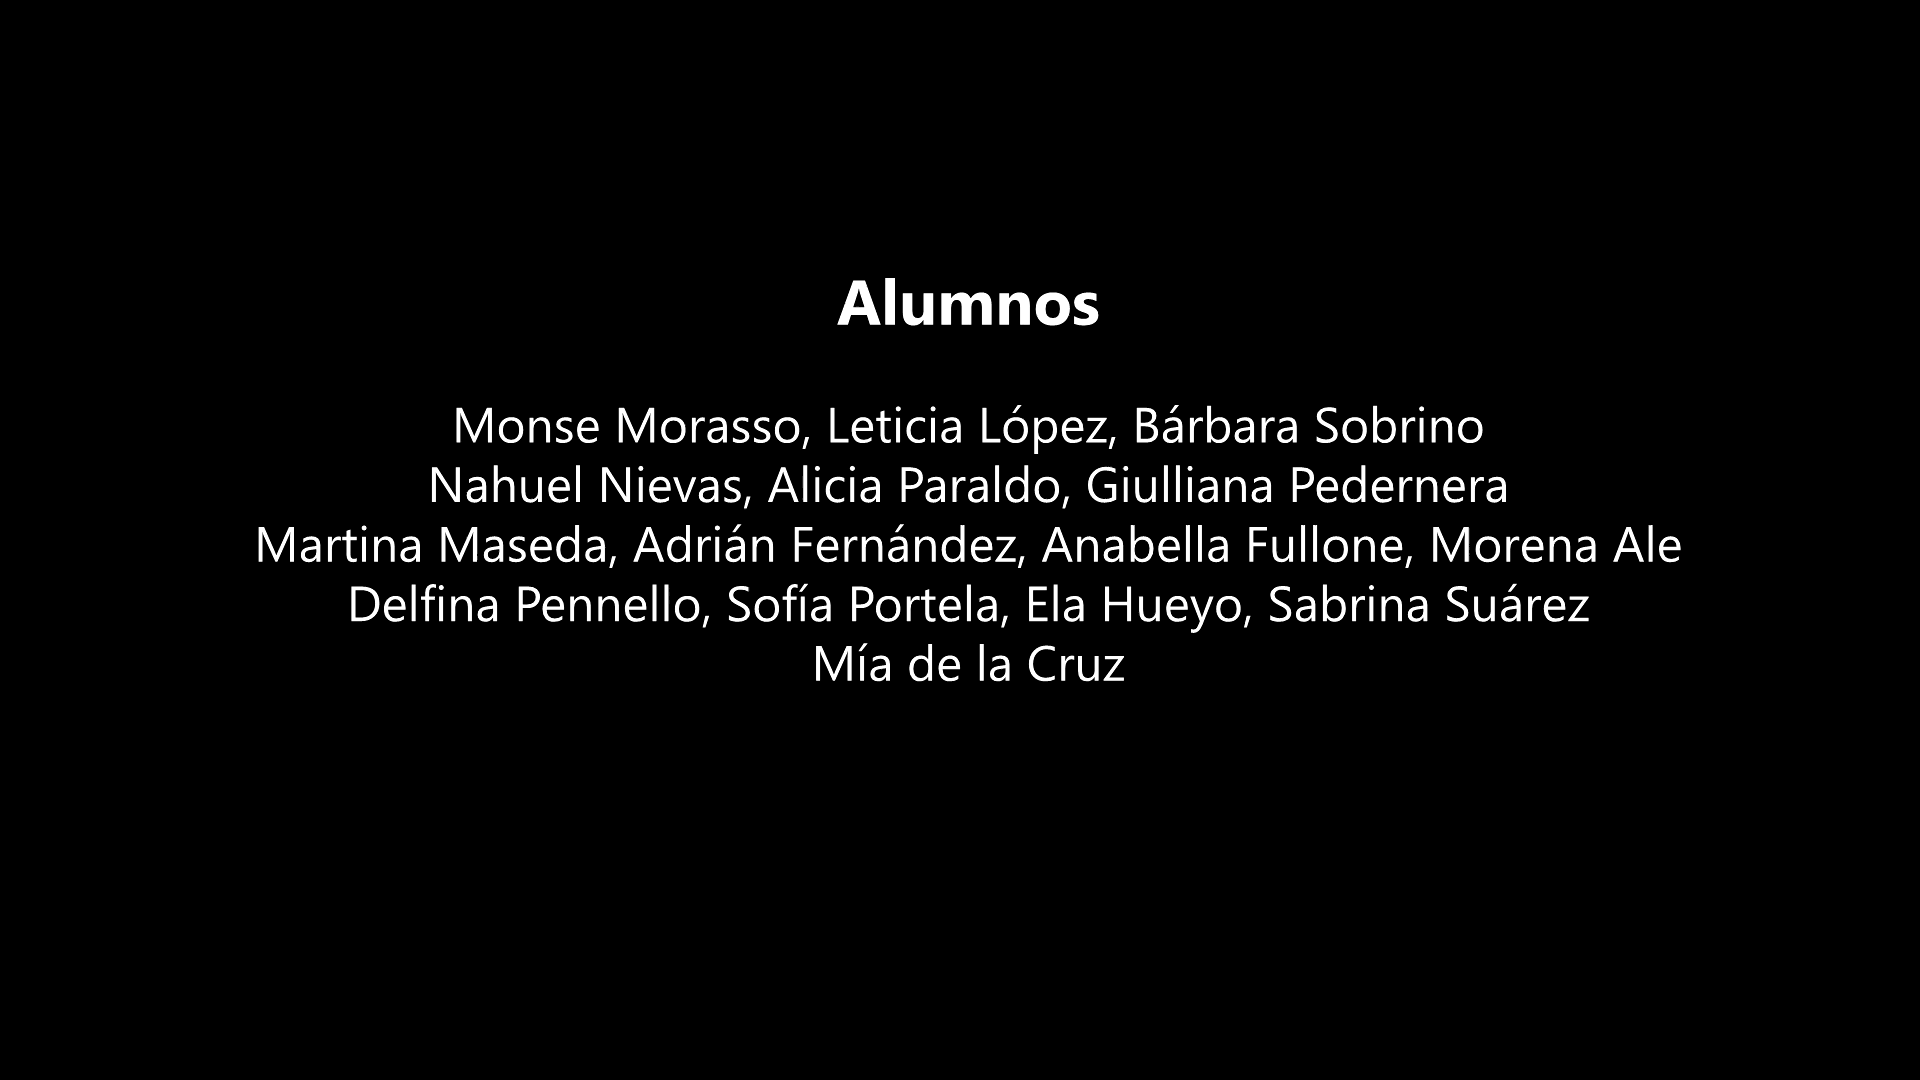 Alumnos
Monse Morasso, Leticia López, Bárbara Sobrino
Nahuel Nievas, Alicia Paraldo, Giulliana Pedernera
Martina Maseda, Adrián Fernández, Anabella Fullone, Morena Ale
Delfina Pennello, Sofía Portela, Ela Hueyo, Sabrina Suárez
Mía de la Cruz